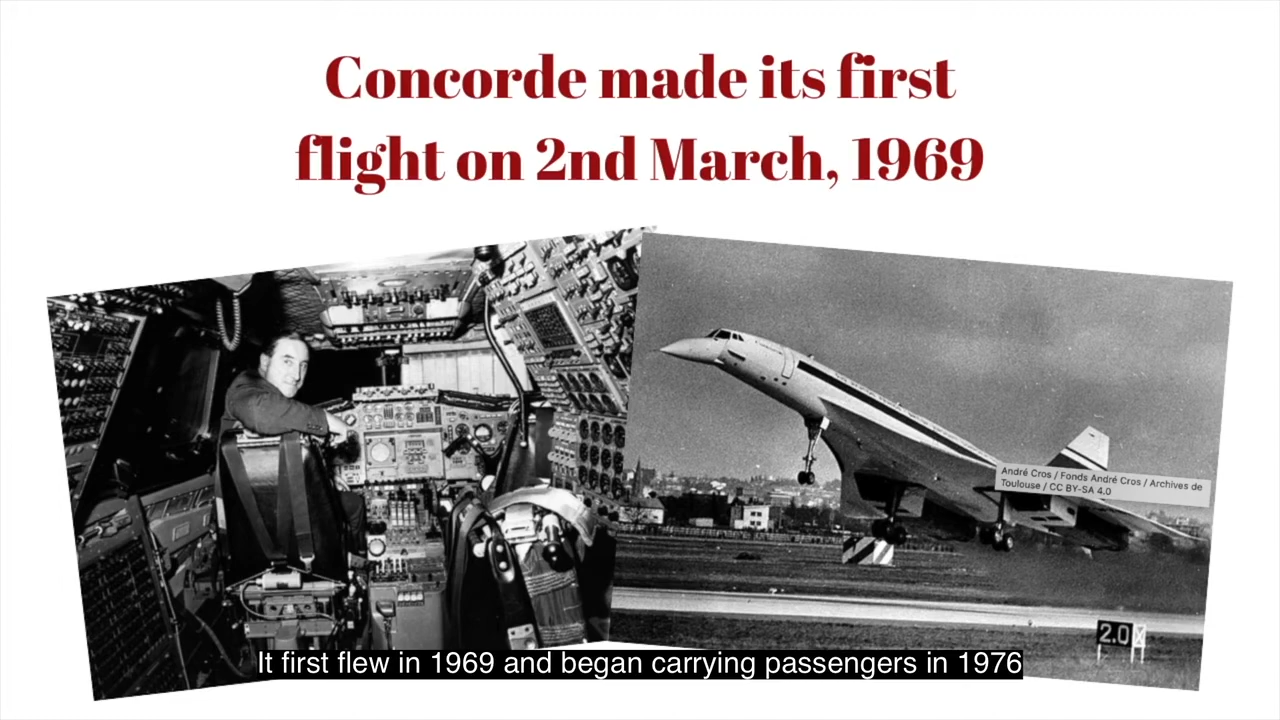 Concorde made its first
flight on 2nd March, 1969
André Cros / Fonds André Cros / Archives de
Toulouse / CC BY-SA 4.0
2.0
It first flew in 1969 and began carrying passengers in 1976